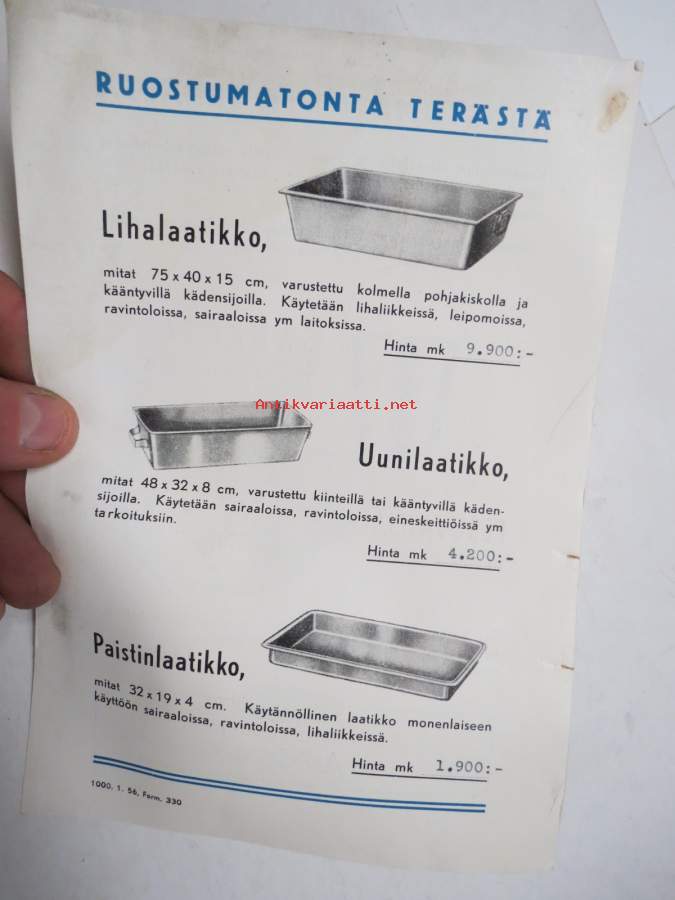 RUOSTUMATONTA TERÄSTÄ
Lihalaatikko,
mitat 75 x 40 x 15 cm, varustettu kolmella pohjakiskolla ja
kääntyvillä kädensijoilla. Käytetään lihaliikkeissä, leipomoissa,
ravintoloissa, sairaaloissa ym laitoksissa.
Hinta mk 9.900:-
Antikvariaatti.net
Uunilaatikko,
mitat 48 x 32 x 8 cm, varustettu kiinteillä tai kääntyvillä käden-
sijoilla. Käytetään sairaaloissa, ravintoloissa, eineskeittiöissä ym
tarkoituksiin.
Hinta mk 4.200:-
Paistinlaatikko,
mitat 32 x 19 x 4 cm. Käytännöllinen laatikko monenlaiseen
käyttöön sairaaloissa, ravintoloissa, lihaliikkeissä.
Hinta mk 1.900:-
1000, 1. 56, Farm. 330